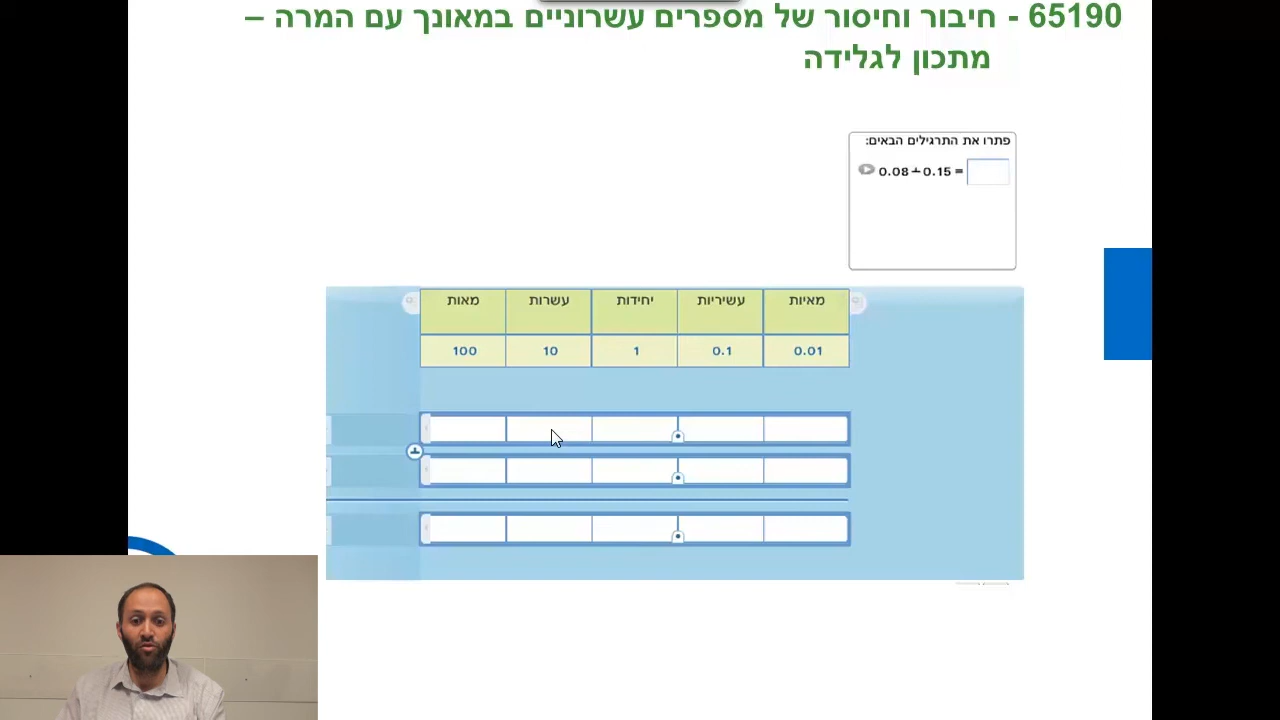 65190 - חיבור וחיסור של מספרים עשרוניים במאונך עם המרה –
מתכון לגלידה
פתרו את התרגילים הבאים:
0.08 + 0.15 =
מאות עשרות יחידות עשיריות מאיות
100 10 1 0.1 0.01
+